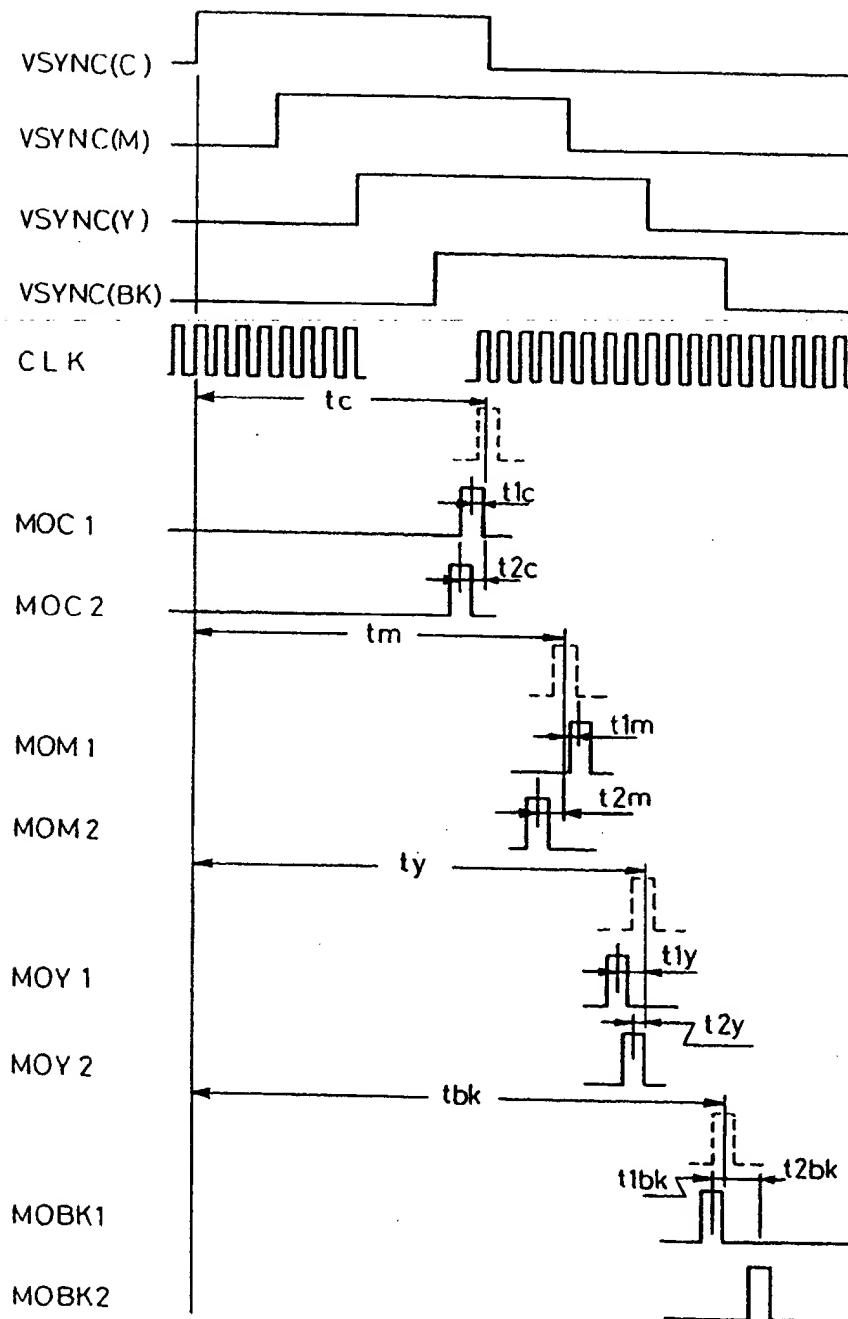 VSYNC(C)
VSYNC(M)
VSYNC(Y)
VSYNC(BK)
CLK
tc
t1c
MOC 1
t2c
MOC 2
tm
t1m
MOM 1
t2m
MOM 2
ty
t1y
MOY 1
t2y
MOY 2
tbk
t1bk
t2bk
MOBK1
MOBK2